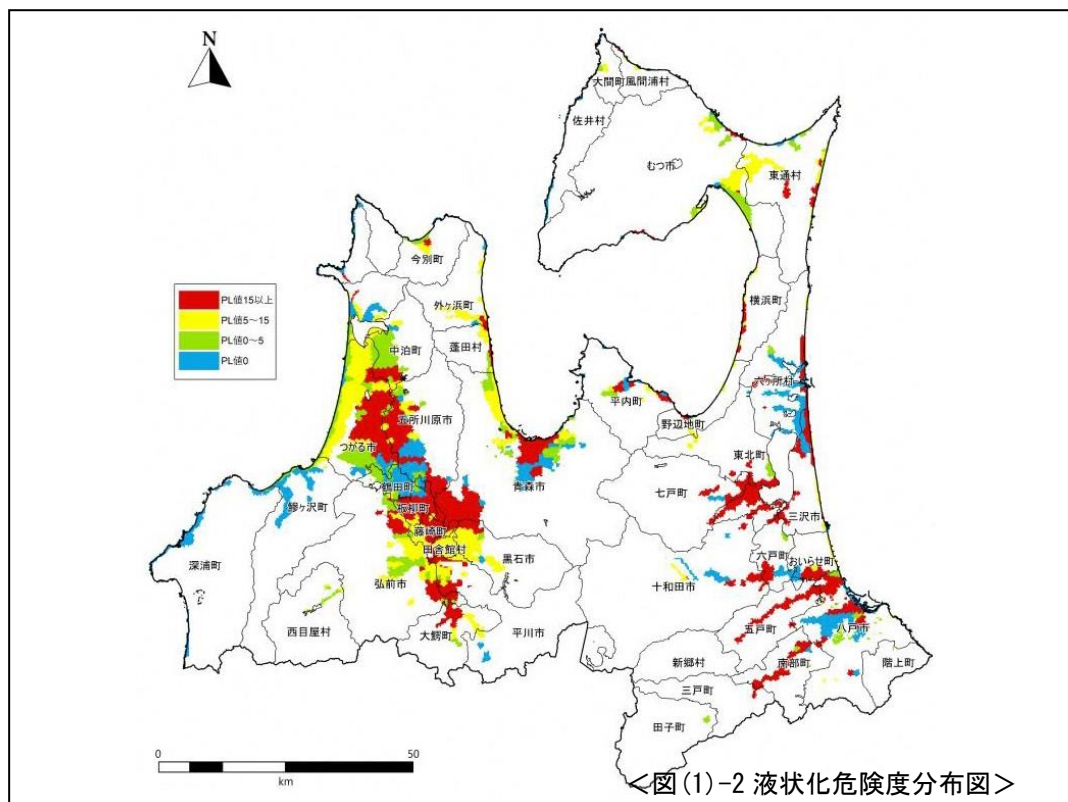 N
大間町
風間浦村
佐井村
むつ市
東通村
今別町
外ヶ浜町
横浜町
PL値15以上
PL値5～15
PL値0～5
PL値0
中泊町
蓬田村
六ヶ所村
平内町
五所川原市
野辺地町
つがる市
東北町
鶴田町
青森市
七戸町
鰺ヶ沢町
板柳町
三沢市
藤崎町
田舎館村
黒石市
六戸町
おいらせ町
深浦町
弘前市
十和田市
西目屋村
大鰐町
平川市
五戸町
八戸市
新郷村
南部町
階上町
三戸町
田子町
0
50
km
＜図(1)-2 液状化危険度分布図＞